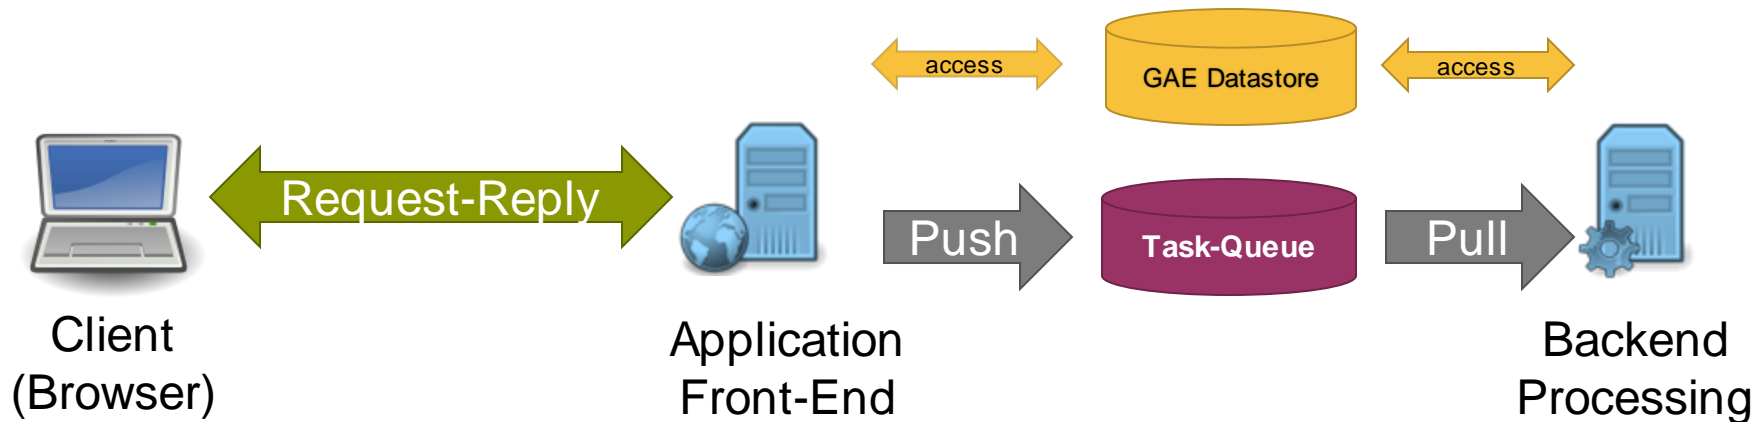 access
GAE Datastore
access
Request-Reply
Push
Task-Queue
Pull
Client
(Browser)
Application
Front-End
Backend
Processing